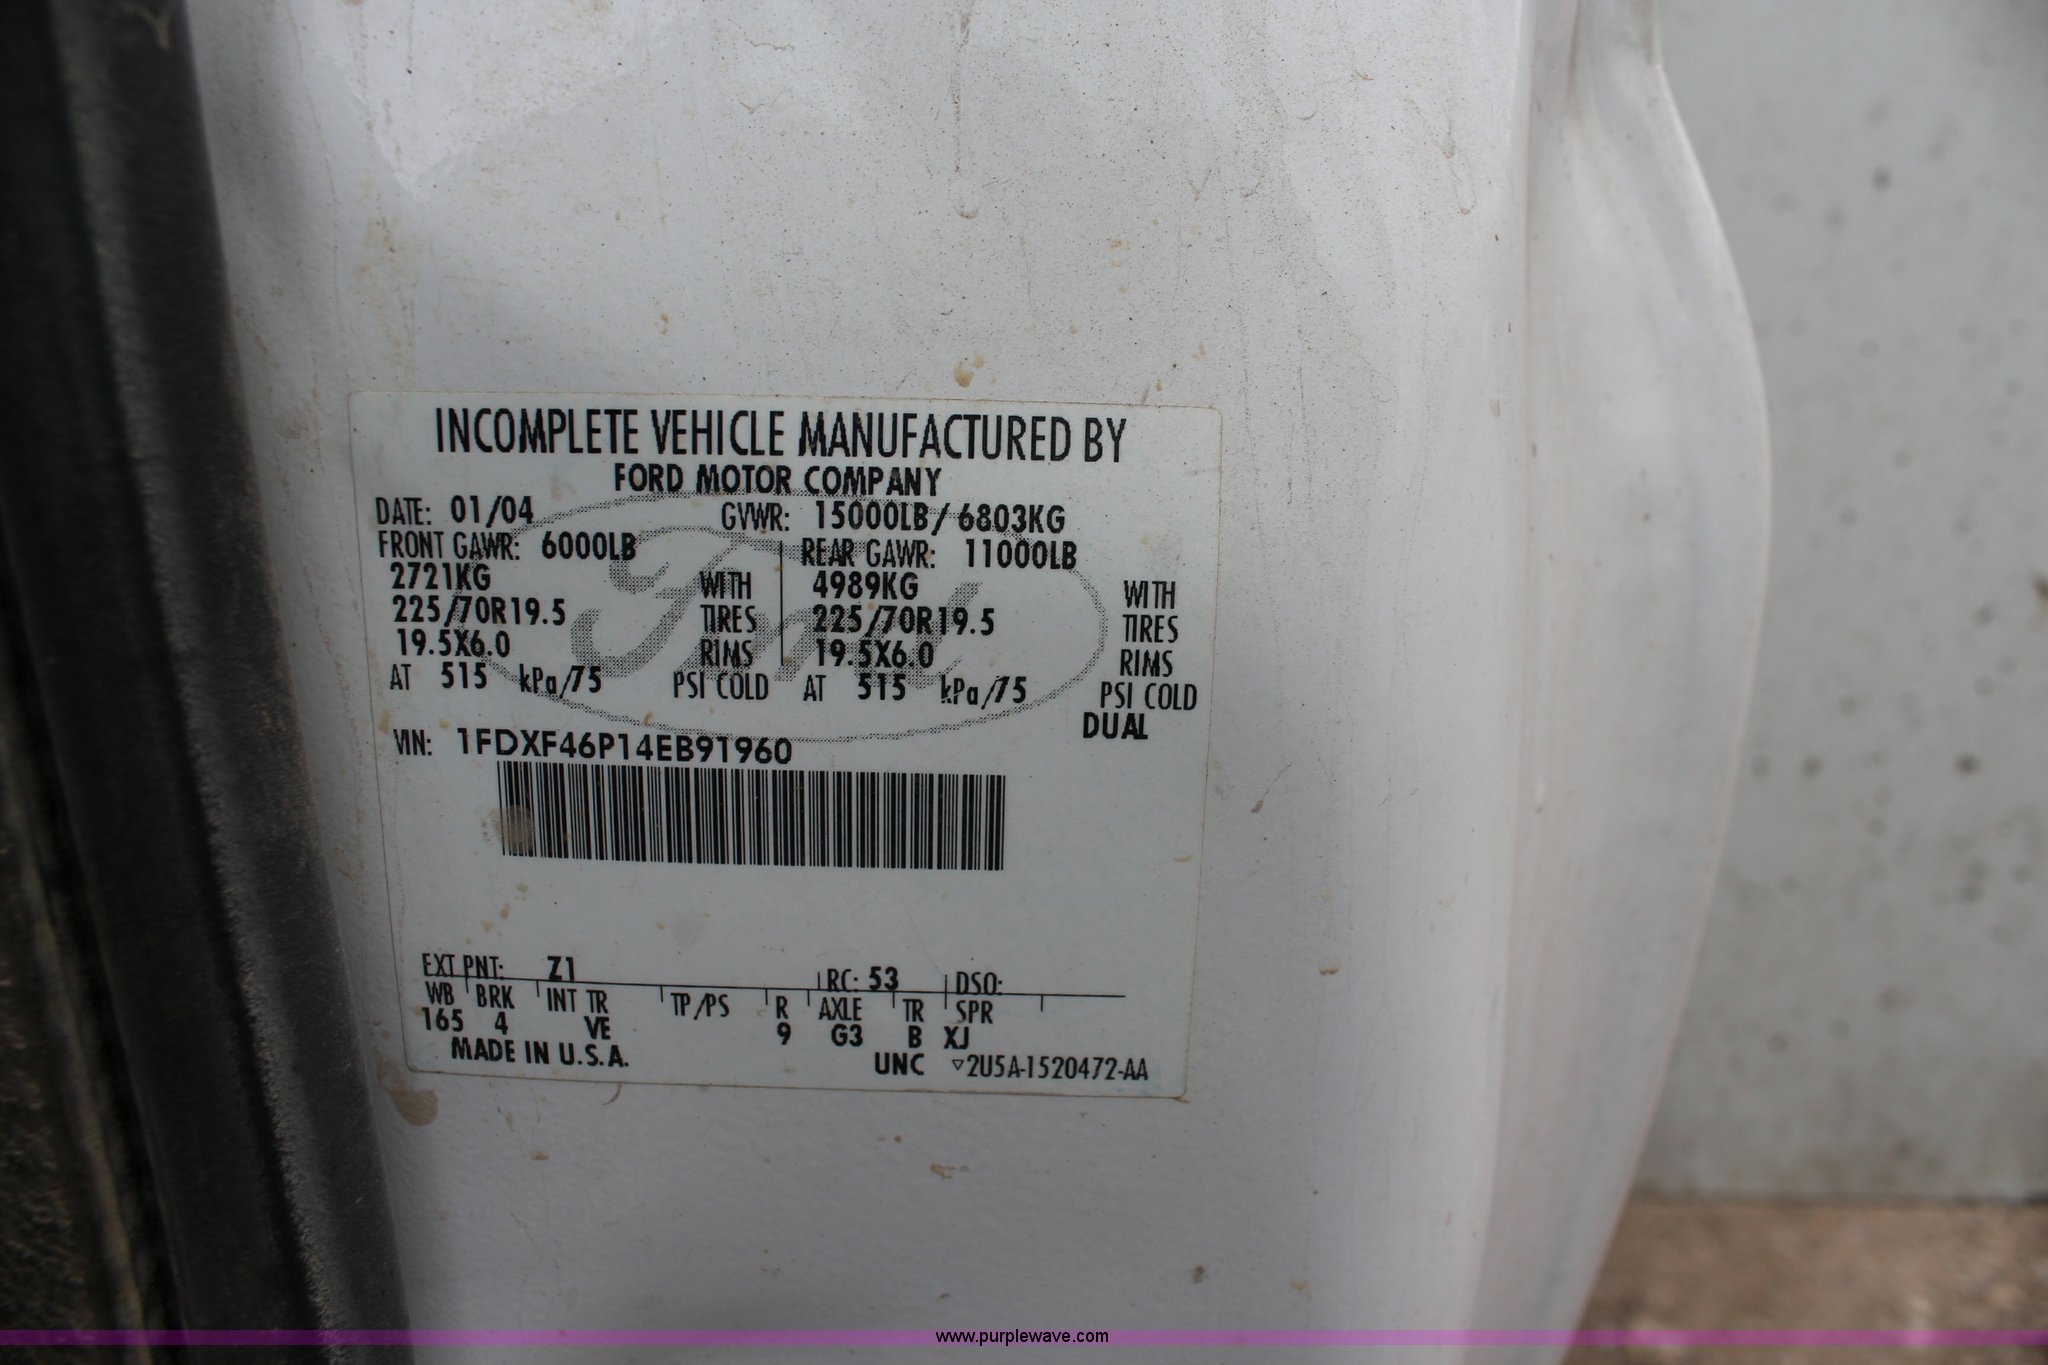 INCOMPLETE VEHICLE MANUFACTURED BY
FORD MOTOR COMPANY
DATE: 01/04 GVWR: 15000LB/ 6803KG
FRONT GAWR: 6000LB REAR GAWR: 11000LB
2721KG WITH 4989KG WITH
225/70R19.5 TIRES 225/70R19.5 TIRES
19.5X6.0 RIMS 19.5X6.0 RIMS
AT 515 kPa/75 PSI COLD AT 515 kPa/75 PSI COLD
DUAL
VIN: 1FDXF46P14EB91960
Ford
EXT PNT: Z1 RC: 53 DSO:
WB BRK INT TR TP/PS R AXLE TR SPR
165 4 VE 9 G3 B XJ
MADE IN U.S.A. UNC ▽2U5A-1520472-AA
www.purplewave.com